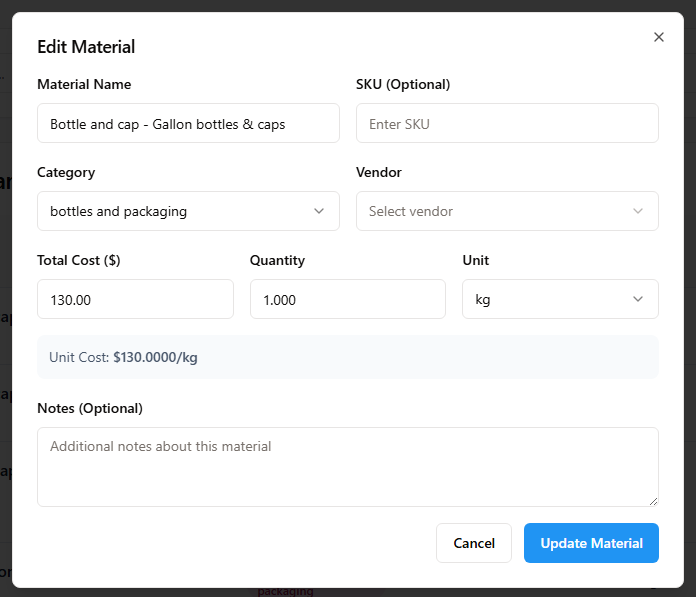 Edit Material
Material Name
SKU (Optional)
Bottle and cap - Gallon bottles & caps
Enter SKU
Category
Vendor
bottles and packaging
Select vendor
Total Cost ($)
Quantity
Unit
130.00
1.000
kg
Unit Cost: $130.0000/kg
Notes (Optional)
Additional notes about this material
Cancel
Update Material
packaging